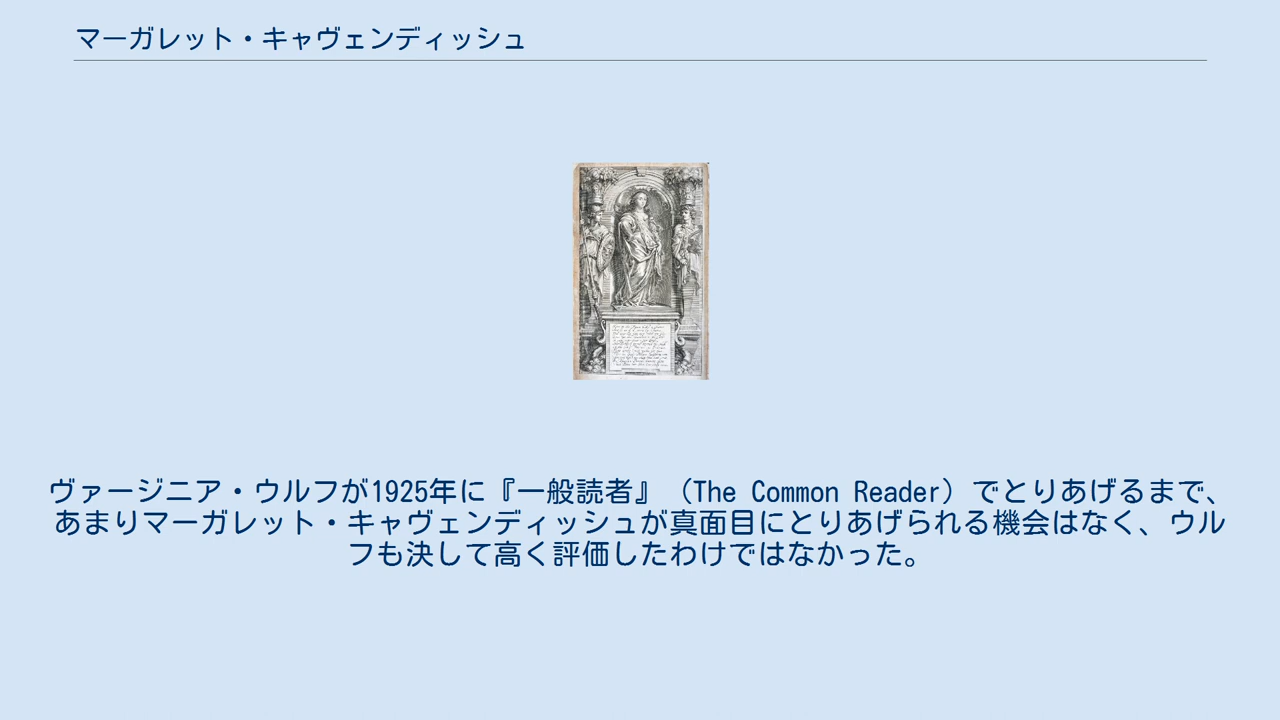 マーガレット・キャヴェンディッシュ
ヴァージニア・ウルフが1925年に『一般読者』（The Common Reader）でとりあげるまで、
あまりマーガレット・キャヴェンディッシュが真面目にとりあげられる機会はなく、ウル
フも決して高く評価したわけではなかった。